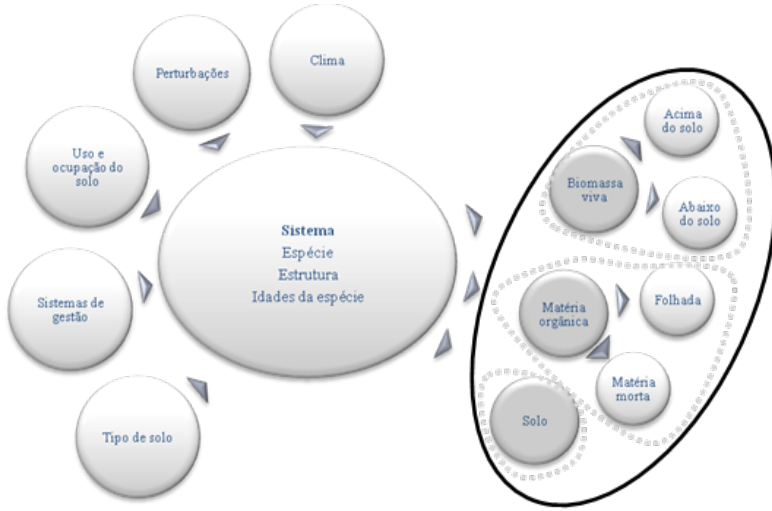 Clima
Perturbações
Uso e
ocupação do
solo
Sistemas de
gestão
Tipo de solo
Sistema
Espécie
Estrutura
Idades da espécie
Acima
do solo
Biomassa
viva
Abaixo
do solo
Matéria
orgânica
Folhada
Matéria
morta
Solo